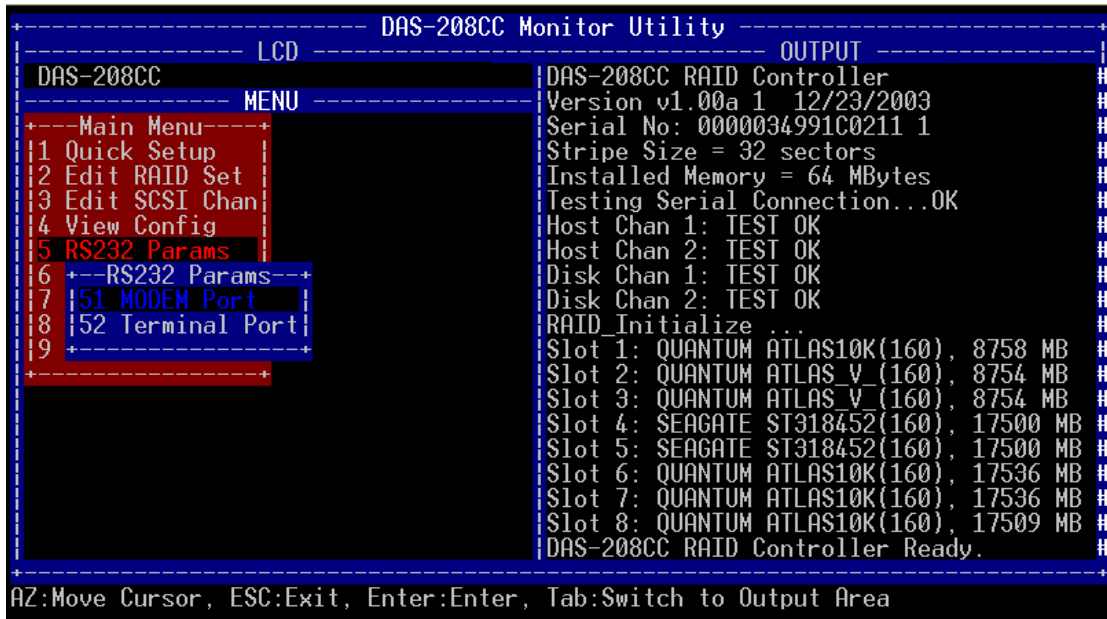 DAS-208CC Monitor Utility
LCD
DAS-208CC
MENU
Main Menu
1 Quick Setup
2 Edit RAID Set
3 Edit SCSI Chan
4 View Config
5 RS232 Params
6
7
8
9
RS232 Params
51 MODEM Port
52 Terminal Port
OUTPUT
DAS-208CC RAID Controller
Version v1.00a 1  12/23/2003
Serial No: 0000034991C0211 1
Stripe Size = 32 sectors
Installed Memory = 64 MBytes
Testing Serial Connection...OK
Host Chan 1: TEST OK
Host Chan 2: TEST OK
Disk Chan 1: TEST OK
Disk Chan 2: TEST OK
RAID_Initialize ...
Slot 1: QUANTUM ATLAS10K(160), 8758 MB
Slot 2: QUANTUM ATLAS_V_(160), 8754 MB
Slot 3: QUANTUM ATLAS_V_(160), 8754 MB
Slot 4: SEAGATE ST318452(160), 17500 MB
Slot 5: SEAGATE ST318452(160), 17500 MB
Slot 6: QUANTUM ATLAS10K(160), 17536 MB
Slot 7: QUANTUM ATLAS10K(160), 17536 MB
Slot 8: QUANTUM ATLAS10K(160), 17509 MB
DAS-208CC RAID Controller Ready.
AZ:Move Cursor, ESC:Exit, Enter:Enter, Tab:Switch to Output Area